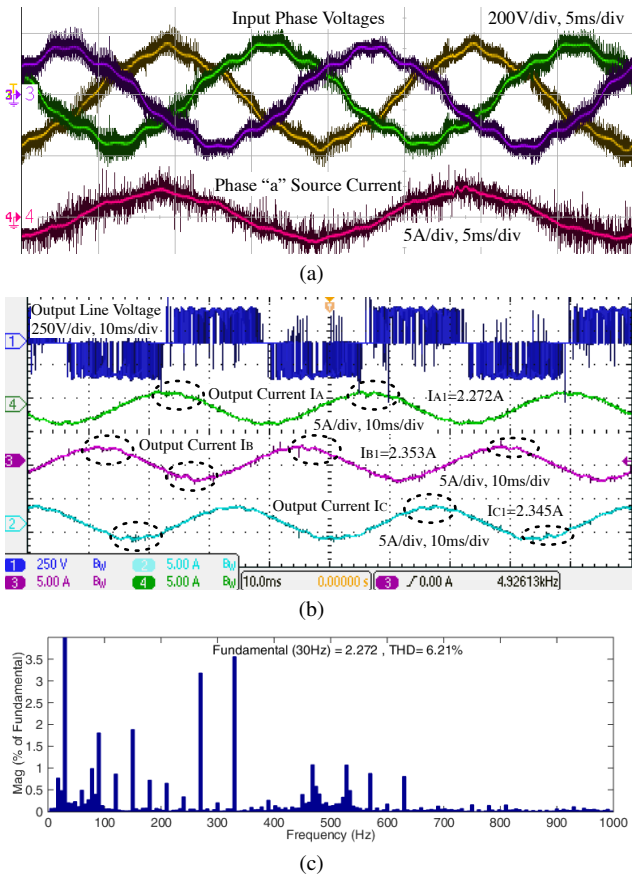 Input Phase Voltages
200V/div, 5ms/div
3 3
Phase “a” Source Current
4 4
5A/div, 5ms/div
(a)
Output Line Voltage
250V/div, 10ms/div
1
Output Current IA
IA1=2.272A
4
5A/div, 10ms/div
Output Current IB
IB1=2.353A
3
5A/div, 10ms/div
Output Current IC
IC1=2.345A
2
5A/div, 10ms/div
1 250 V BW 2 5.00 A BW
3 5.00 A BW 4 5.00 A BW 10.0ms 0.00000 s 3 0.00 A 4.92613kHz
(b)
Fundamental (30Hz) = 2.272 , THD= 6.21%
Mag (% of Fundamental)
3.5
3
2.5
2
1.5
1
0.5
0
0 100 200 300 400 500 600 700 800 900 1000
Frequency (Hz)
(c)